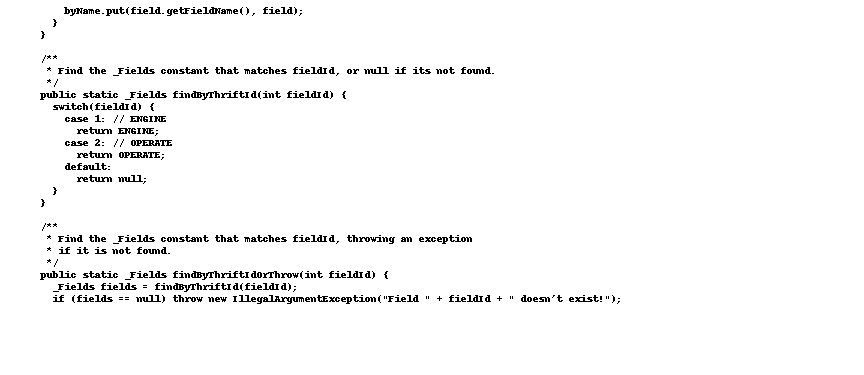 byName.put(field.getFieldName(), field);
}
}
/**
* Find the _Fields constant that matches fieldId, or null if its not found.
*/
public static _Fields findByThriftId(int fieldId) {
switch(fieldId) {
case 1: // ENGINE
return ENGINE;
case 2: // OPERATE
return OPERATE;
default:
return null;
}
}
/**
* Find the _Fields constant that matches fieldId, throwing an exception
* if it is not found.
*/
public static _Fields findByThriftIdOrThrow(int fieldId) {
_Fields fields = findByThriftId(fieldId);
if (fields == null) throw new IllegalArgumentException("Field " + fieldId + " doesn't exist!");